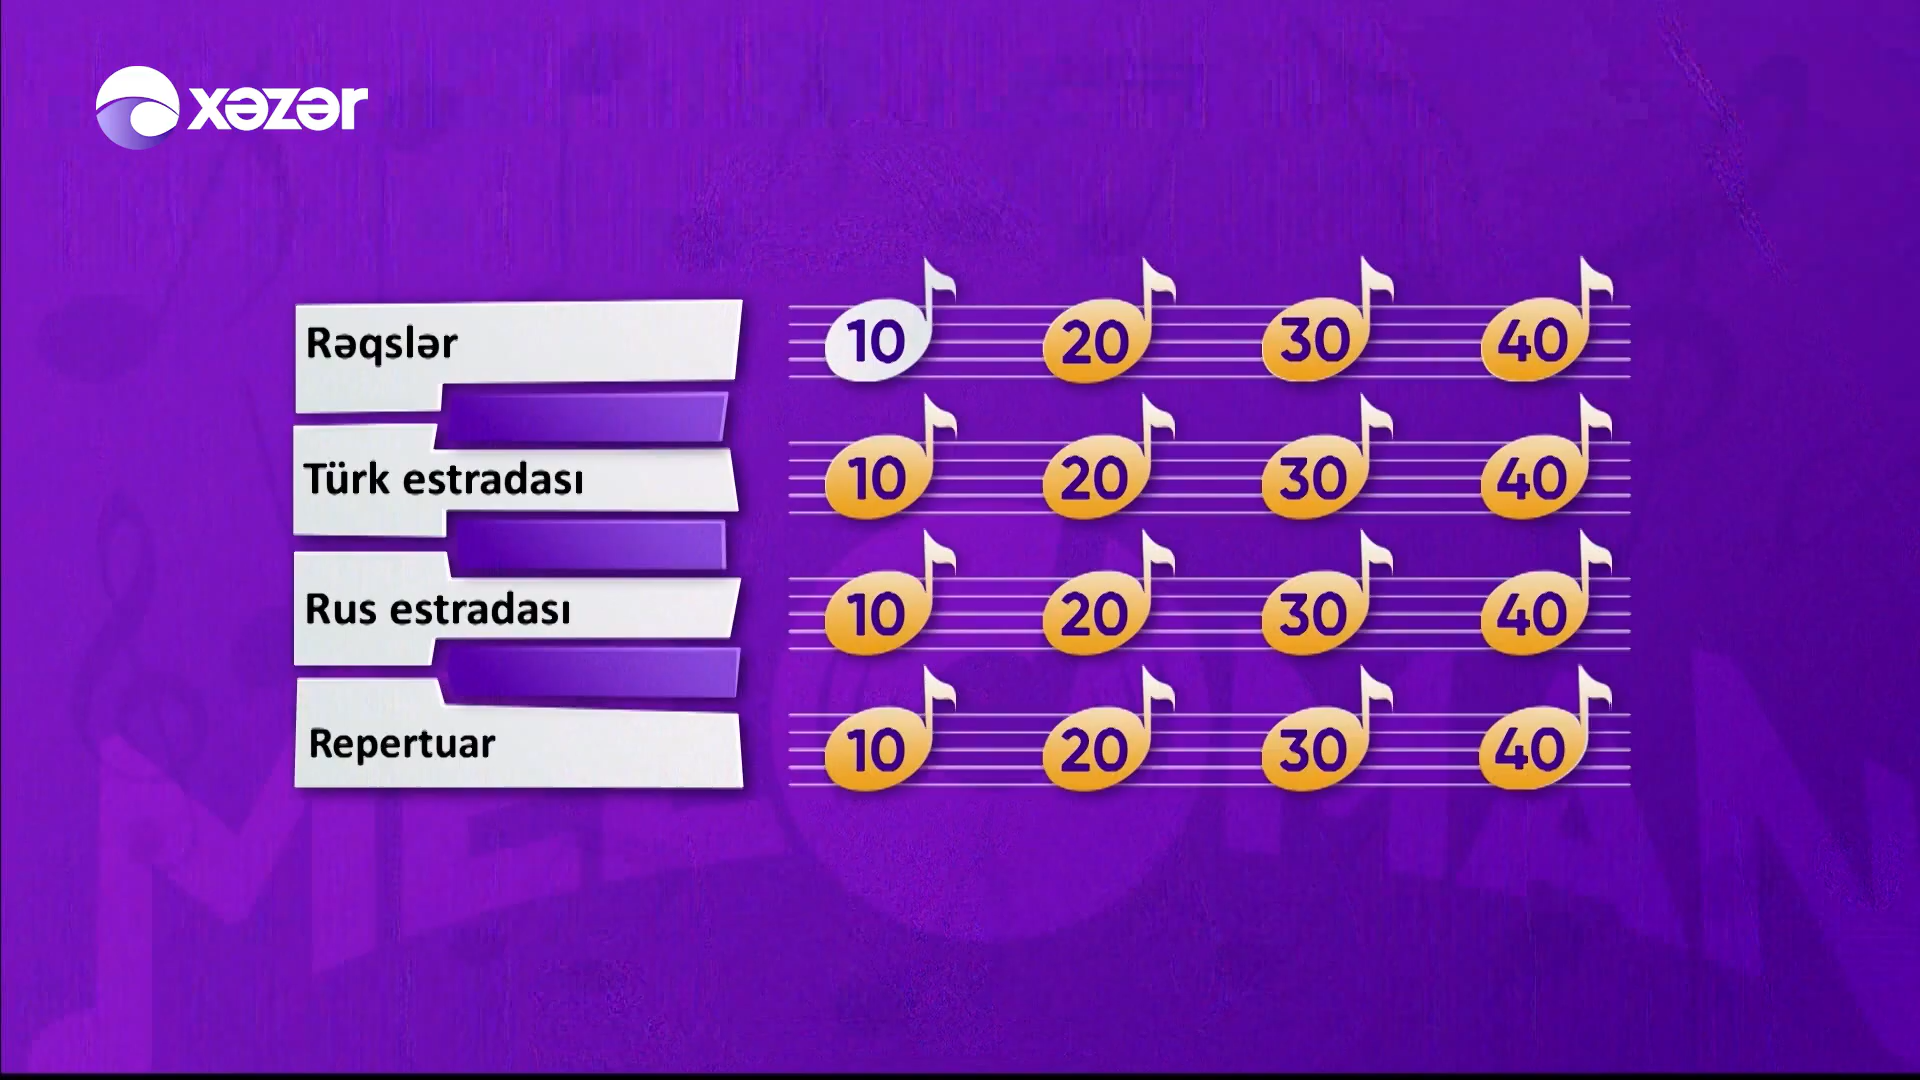 xəzər
Rəqslər 10 20 30 40
Türk estradası 10 20 30 40
Rus estradası 10 20 30 40
Repertuar 10 20 30 40
MELOMAN